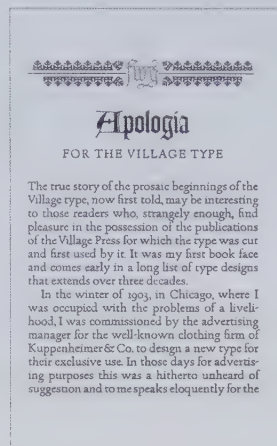 fwg
Apologia
FOR THE VILLAGE TYPE
The true story of the prosaic beginnings of the
Village type, now first told, may be interesting
to those readers who, strangely enough, find
pleasure in the possession of the publications
of the Village Press for which the type was cut
and first used by it. It was my first book face
and comes early in a long list of type designs
that extends over three decades.
In the winter of 1903, in Chicago, where I
was occupied with the problems of a liveli-
hood, I was commissioned by the advertising
manager for the well-known clothing firm of
Kuppenheimer & Co. to design a new type for
their exclusive use. In those days for advertis-
ing purposes this was a hitherto unheard of
suggestion and to me speaks eloquently for the